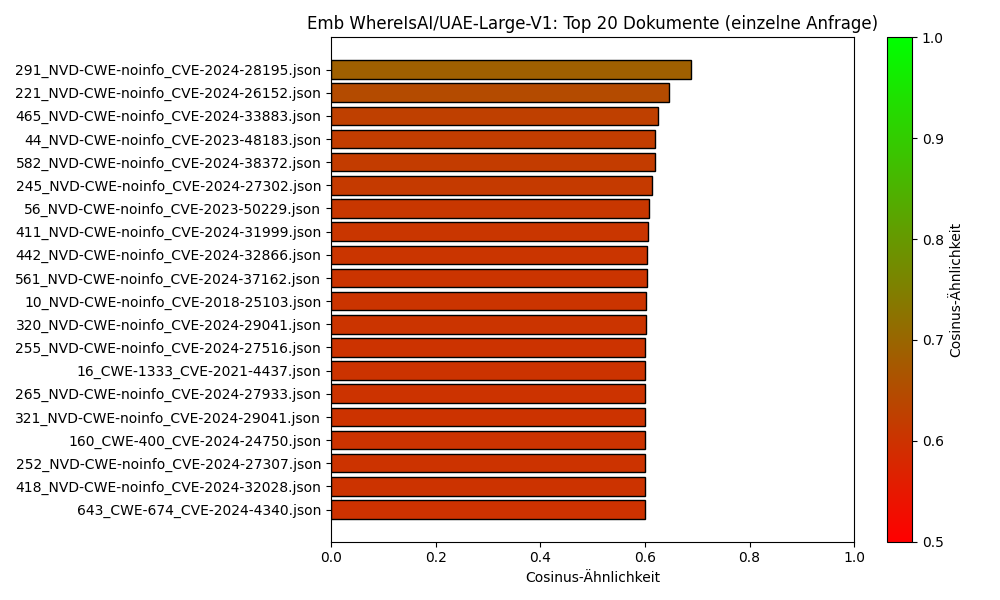 Emb WhereIsAI/UAE-Large-V1: Top 20 Dokumente (einzelne Anfrage)
291_NVD-CWE-noinfo_CVE-2024-28195.json
221_NVD-CWE-noinfo_CVE-2024-26152.json
465_NVD-CWE-noinfo_CVE-2024-33883.json
44_NVD-CWE-noinfo_CVE-2023-48183.json
582_NVD-CWE-noinfo_CVE-2024-38372.json
245_NVD-CWE-noinfo_CVE-2024-27302.json
56_NVD-CWE-noinfo_CVE-2023-50229.json
411_NVD-CWE-noinfo_CVE-2024-31999.json
442_NVD-CWE-noinfo_CVE-2024-32866.json
561_NVD-CWE-noinfo_CVE-2024-37162.json
10_NVD-CWE-noinfo_CVE-2018-25103.json
320_NVD-CWE-noinfo_CVE-2024-29041.json
255_NVD-CWE-noinfo_CVE-2024-27516.json
16_CWE-1333_CVE-2021-4437.json
265_NVD-CWE-noinfo_CVE-2024-27933.json
321_NVD-CWE-noinfo_CVE-2024-29041.json
160_CWE-400_CVE-2024-24750.json
252_NVD-CWE-noinfo_CVE-2024-27307.json
418_NVD-CWE-noinfo_CVE-2024-32028.json
643_CWE-674_CVE-2024-4340.json
0.0 0.2 0.4 0.6 0.8 1.0
Cosinus-Ähnlichkeit
1.0
0.9
0.8
0.7
0.6
0.5
Cosinus-Ähnlichkeit